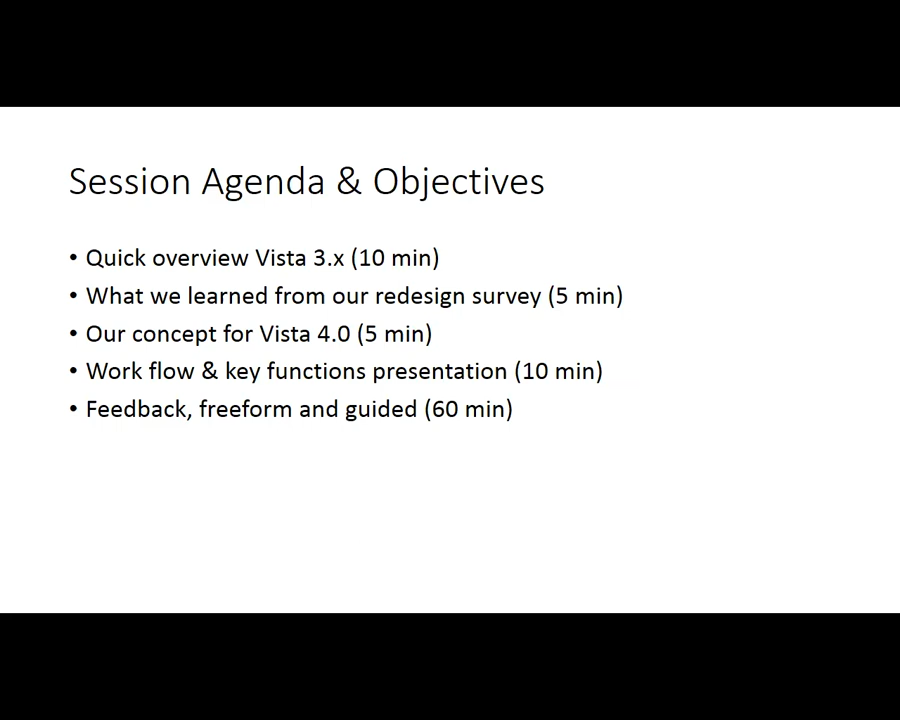 Session Agenda & Objectives
• Quick overview Vista 3.x (10 min)
• What we learned from our redesign survey (5 min)
• Our concept for Vista 4.0 (5 min)
• Work flow & key functions presentation (10 min)
• Feedback, freeform and guided (60 min)